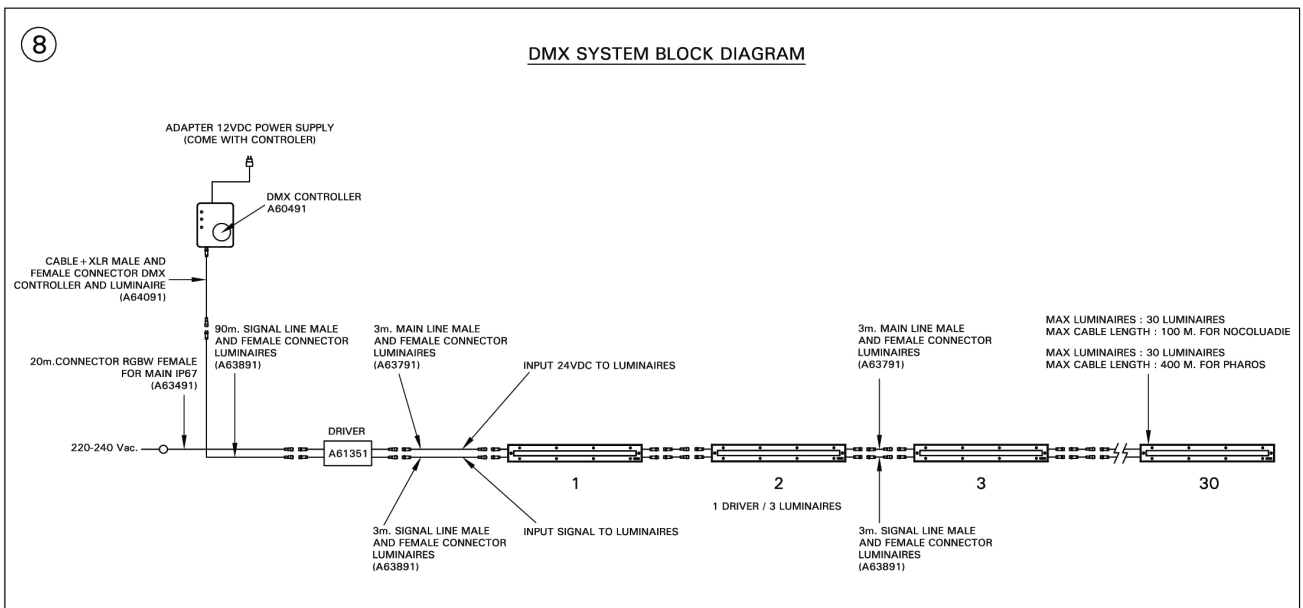 8
DMX SYSTEM BLOCK DIAGRAM
ADAPTER 12VDC POWER SUPPLY
(COME WITH CONTROLER)
DMX CONTROLLER
A60491
CABLE+XLR MALE AND
FEMALE CONNECTOR DMX
CONTROLLER AND LUMINAIRE
(A64091)
90m. SIGNAL LINE MALE
AND FEMALE CONNECTOR
LUMINAIRES
(A63891)
20m.CONNECTOR RGBW FEMALE
FOR MAIN IP67
(A63491)
3m. MAIN LINE MALE
AND FEMALE CONNECTOR
LUMINAIRES
(A63791)
INPUT 24VDC TO LUMINAIRES
3m. MAIN LINE MALE
AND FEMALE CONNECTOR
LUMINAIRES
(A63791)
MAX LUMINAIRES : 30 LUMINAIRES
MAX CABLE LENGTH : 100 M. FOR NOCOLUADIE
MAX LUMINAIRES : 30 LUMINAIRES
MAX CABLE LENGTH : 400 M. FOR PHAROS
220-240 Vac.
DRIVER
A61351
1
2
3
30
1 DRIVER / 3 LUMINAIRES
3m. SIGNAL LINE MALE
AND FEMALE CONNECTOR
LUMINAIRES
(A63891)
INPUT SIGNAL TO LUMINAIRES
3m. SIGNAL LINE MALE
AND FEMALE CONNECTOR
LUMINAIRES
(A63891)